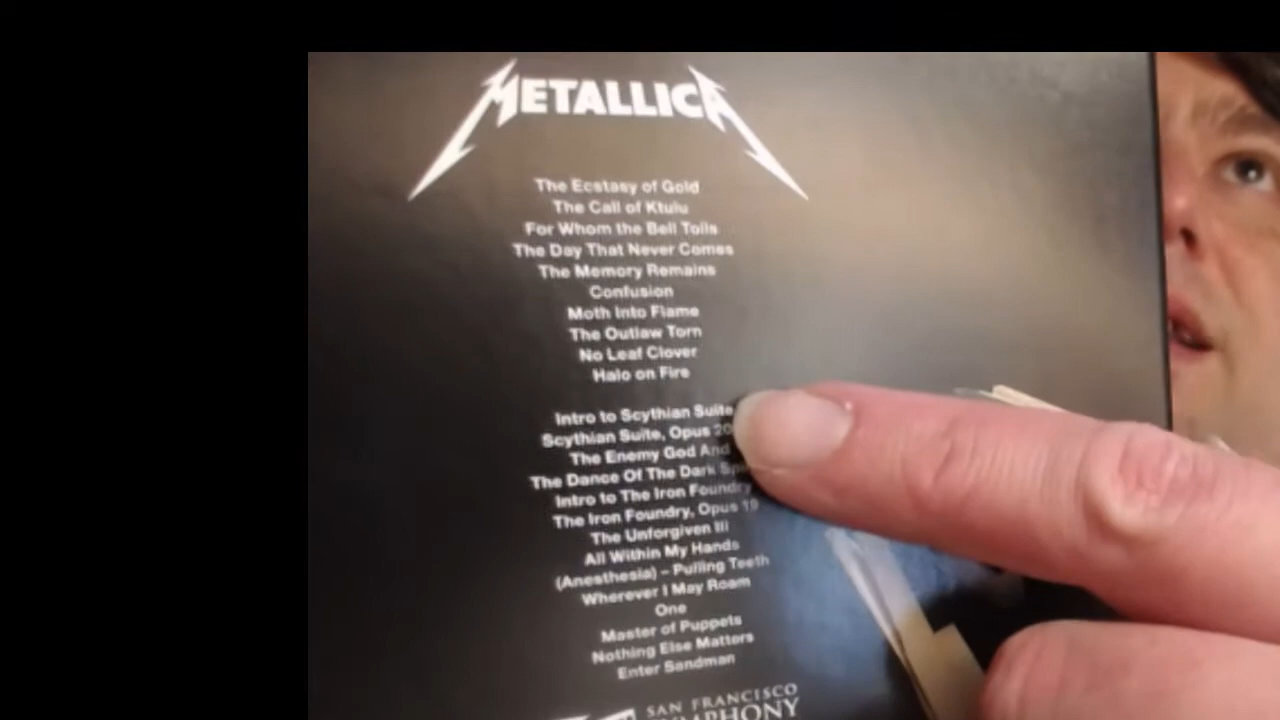 METALLICA
The Ecstasy of Gold
The Call of Ktulu
For Whom the Bell Tolls
The Day That Never Comes
The Memory Remains
Confusion
Moth Into Flame
The Outlaw Torn
No Leaf Clover
Halo on Fire
Intro to Scythian Suite
Scythian Suite, Opus 20
The Enemy God And
The Dance Of The Dark
Intro to The Iron Foundry
The Iron Foundry, Opus 19
The Unforgiven III
All Within My Hands
(Anesthesia) – Pulling Teeth
Wherever I May Roam
One
Master of Puppets
Nothing Else Matters
Enter Sandman
SAN FRANCISCO
SYMPHONY